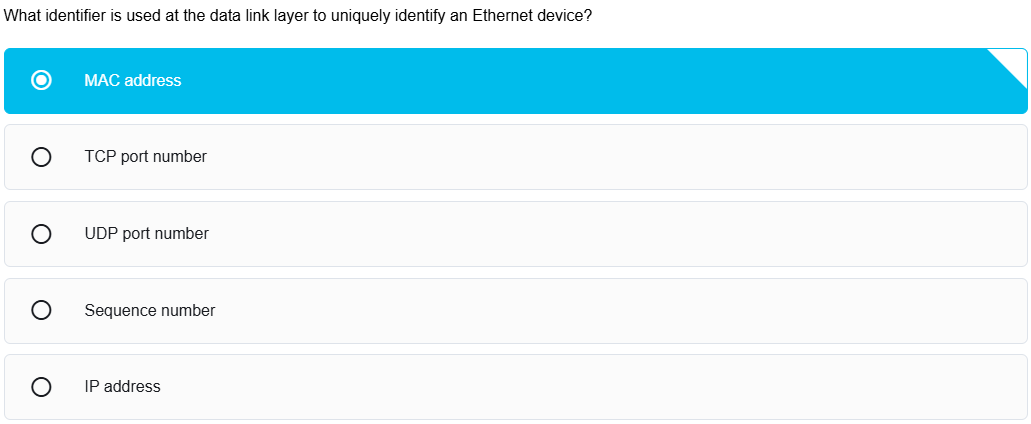 What identifier is used at the data link layer to uniquely identify an Ethernet device?
MAC address
TCP port number
UDP port number
Sequence number
IP address